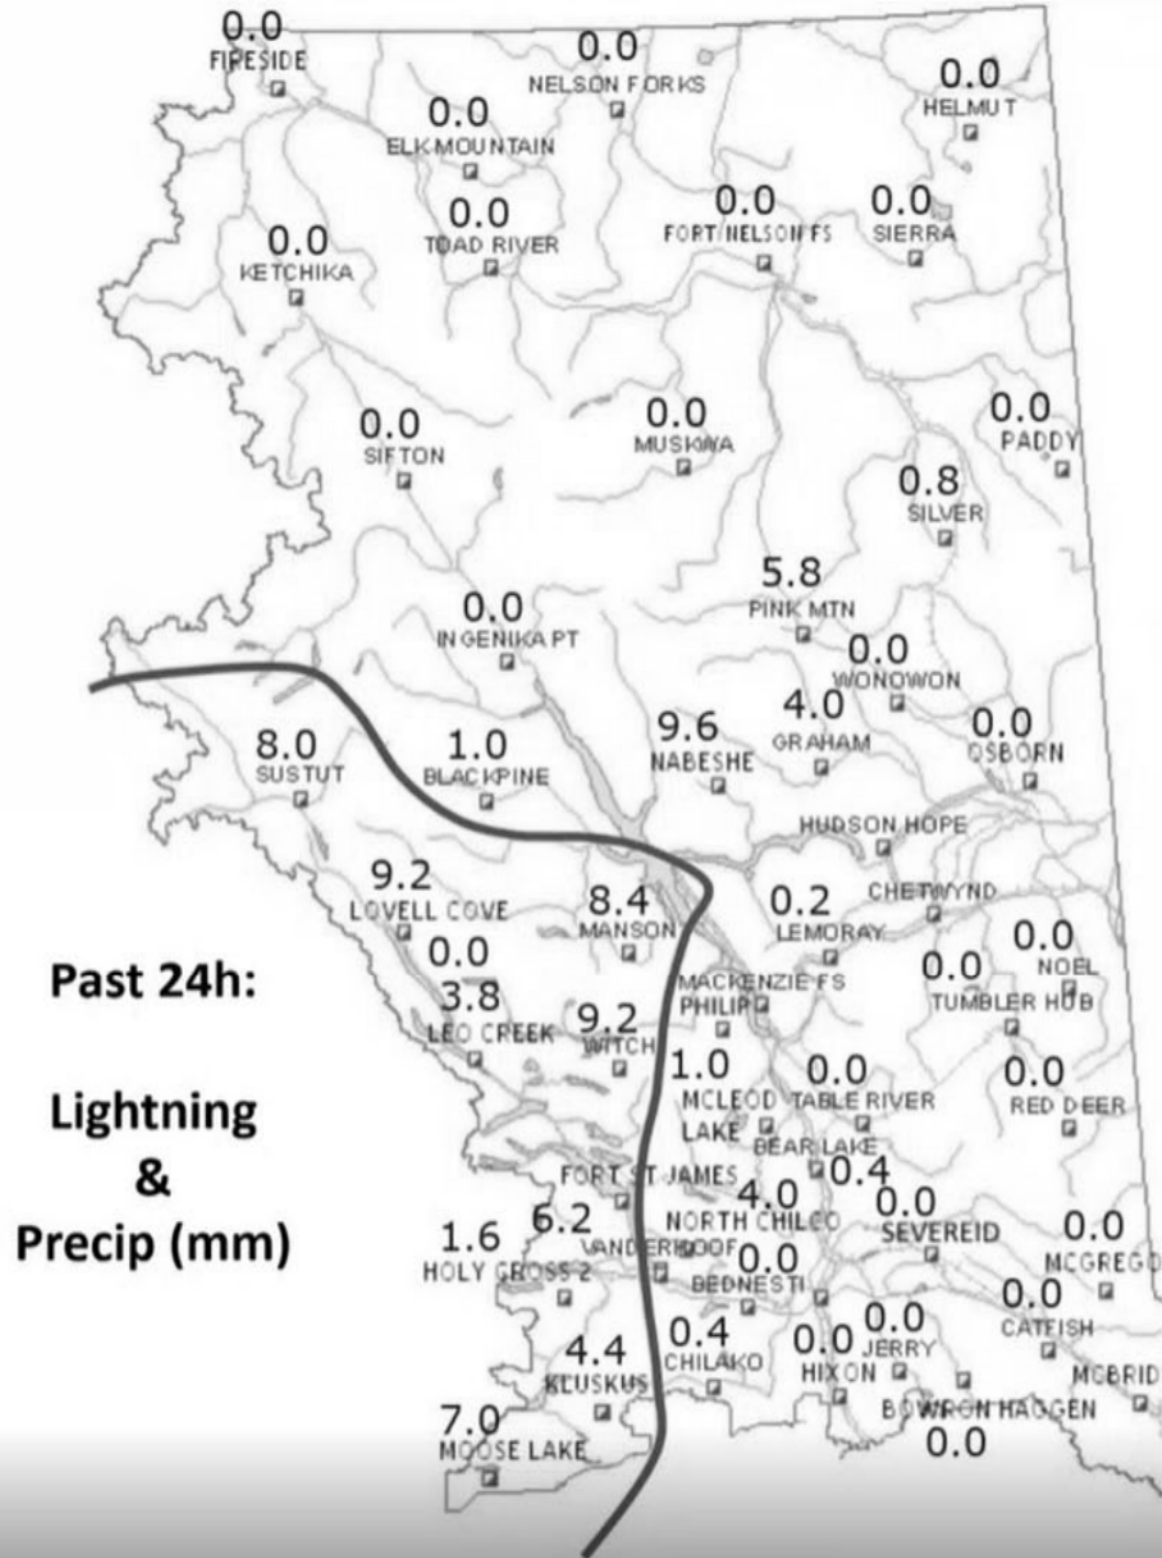 0.0
FIRESIDE
0.0
NELSON FORKS
0.0
HELMUT
0.0
ELK MOUNTAIN
0.0
TOAD RIVER
0.0
FORT NELSON FS
0.0
SIERRA
0.0
KETCHIKA
0.0
SIFTON
0.0
MUSKWA
0.0
PADDY
0.8
SILVER
5.8
PINK MTN
0.0
INGENIKA PT
0.0
WONOWON
4.0
GRAHAM
9.6
NABESHE
0.0
OSBORN
8.0
SUSTUT
1.0
BLACKPINE
HUDSON HOPE
9.2
LOVELL COVE
8.4
MANSON
0.2
LEMORAY
CHETWYND
0.0
NOEL
0.0
TUMBLER HUB
0.0
3.8
LEO CREEK
9.2
WITCH
MACKENZIE FS
PHILIP
1.0
MCLEOD
LAKE
0.0
TABLE RIVER
0.0
RED DEER
BEAR LAKE
0.4
FORT ST JAMES
4.0
NORTH CHILCO
0.0
SEVEREID
0.0
MCGREGO
6.2
VANDERHOOF
1.6
HOLY CROSS 2
0.0
BEDNESTI
0.0
CATFISH
0.4
CHILAKO
0.0
HIXON
0.0
JERRY
MCBRID
4.4
KLUSKUS
BOWRON HAGGEN
0.0
7.0
MOOSE LAKE
Past 24h:
Lightning
&
Precip (mm)